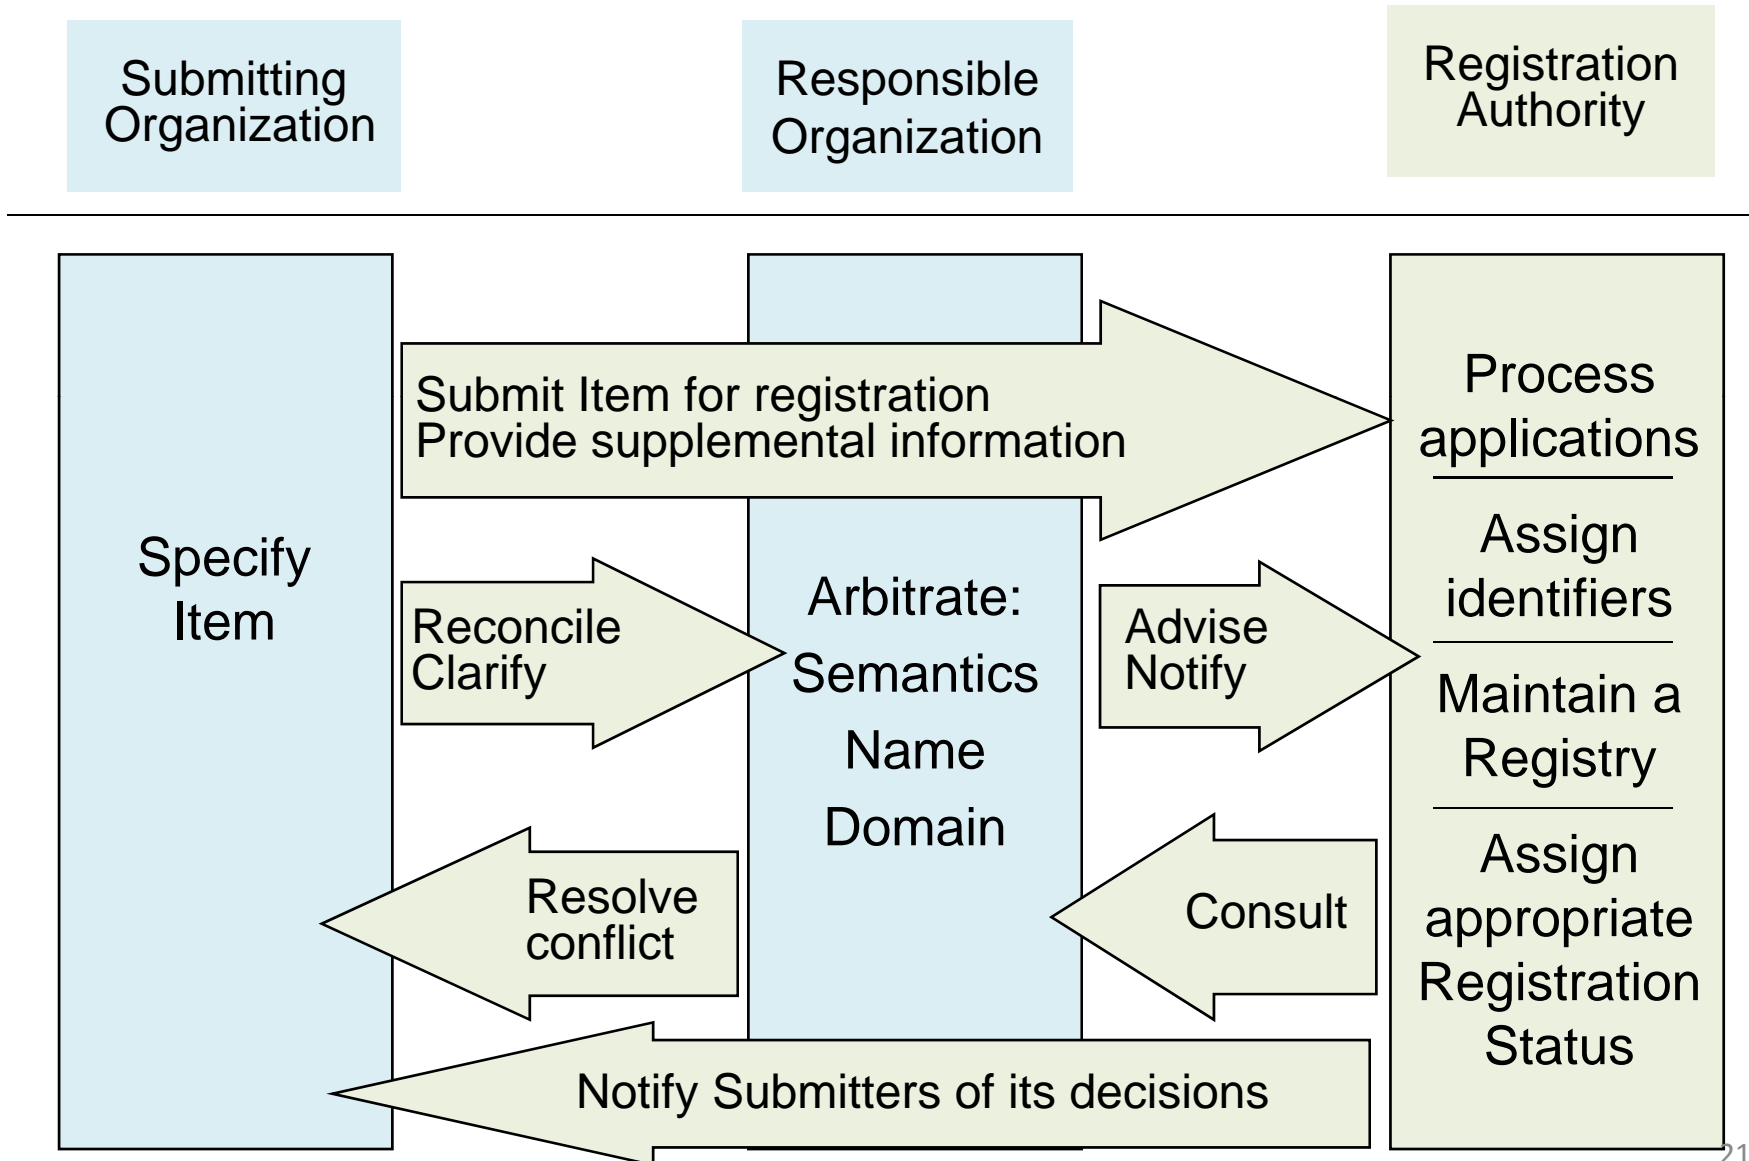 Submitting
Organization
Responsible
Organization
Registration
Authority
Submit Item for registration
Provide supplemental information
Specify
Item
Reconcile
Clarify
Arbitrate:
Semantics
Name
Domain
Advise
Notify
Process
applications
Assign
identifiers
Maintain a
Registry
Assign
appropriate
Registration
Status
Resolve
conflict
Consult
Notify Submitters of its decisions
21